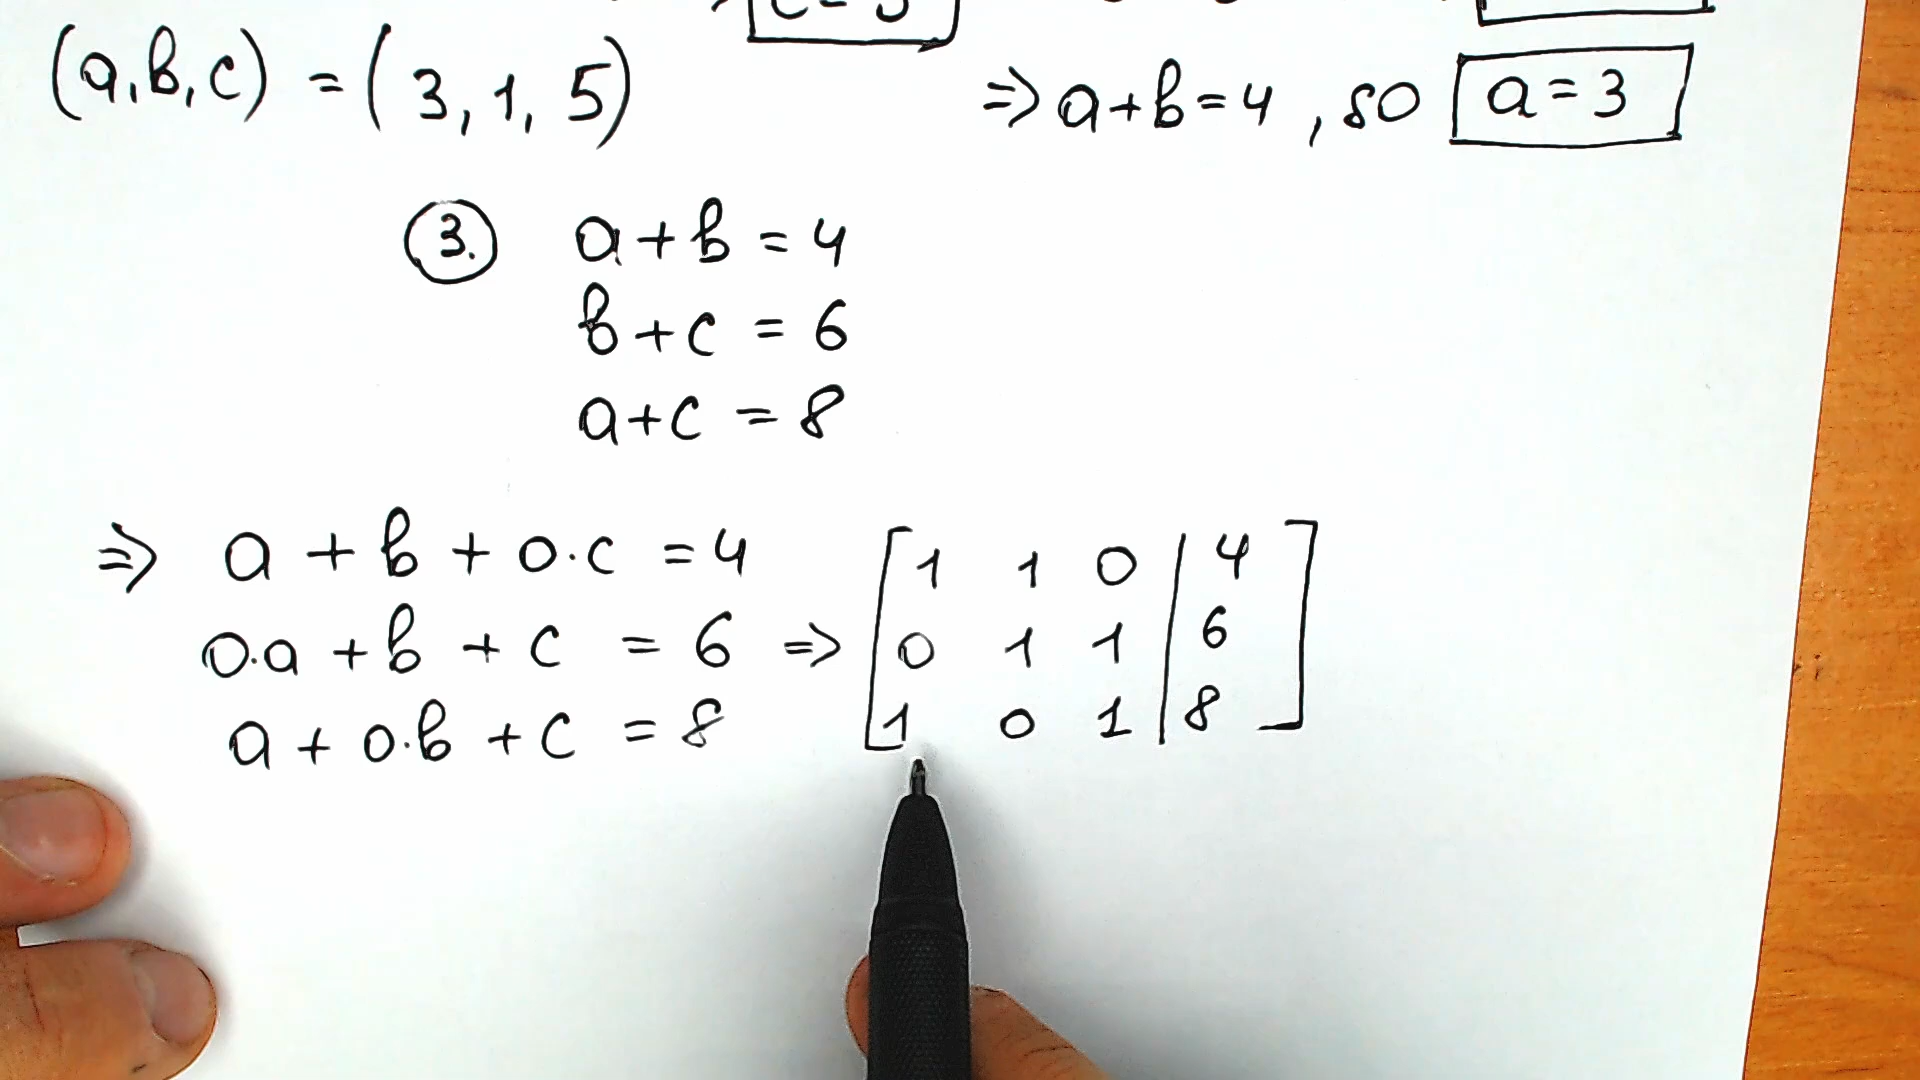 (a,b,c) = (3,1,5)
=> a+b=4, so a=3
3. a+b=4
b+c=6
a+c=8
=> a+b+0·c=4
0·a+b+c=6 =>
a+0·b+c=8
[1 1 0 | 4
0 1 1 | 6
1 0 1 | 8]